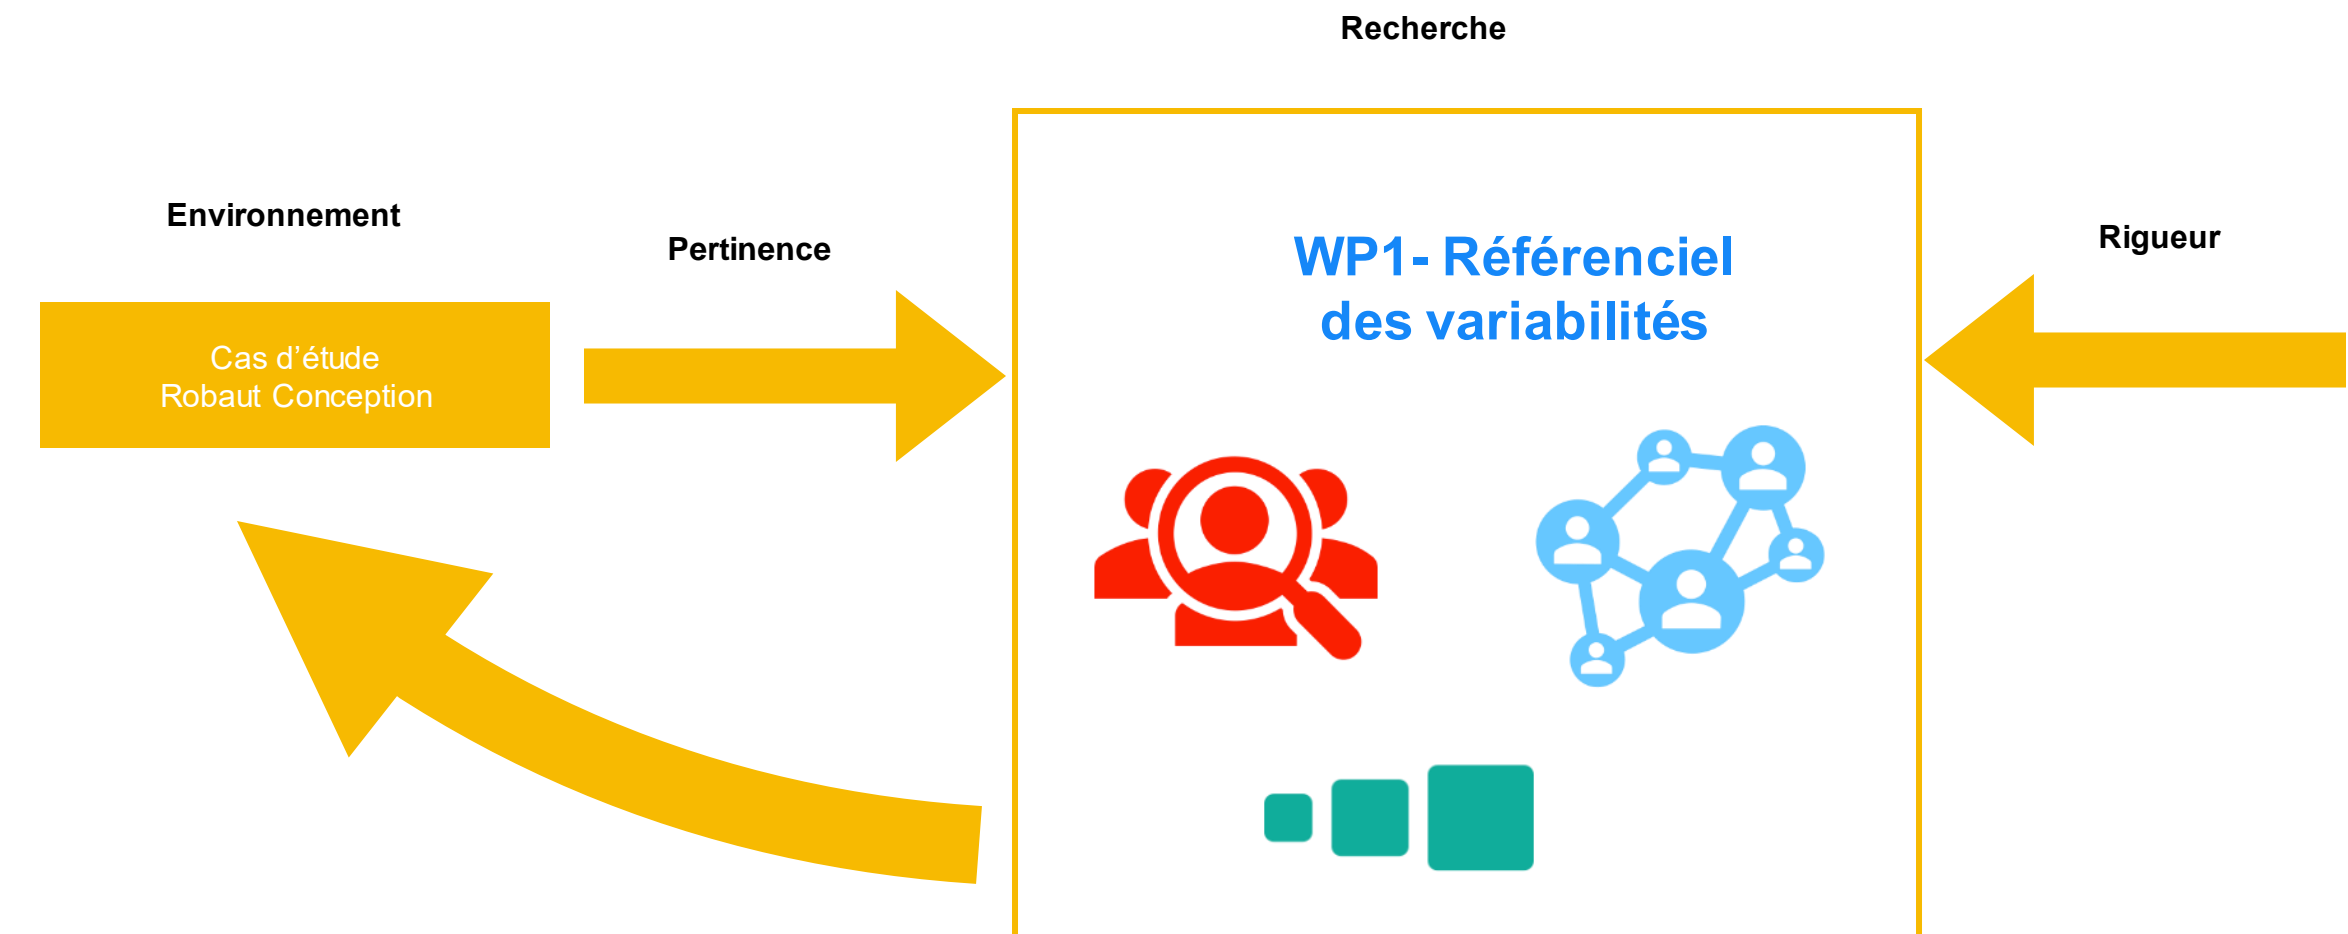 Recherche
Environnement
Pertinence
Rigueur
Cas d’étude
Robaut Conception
WP1- Référenciel
des variabilités